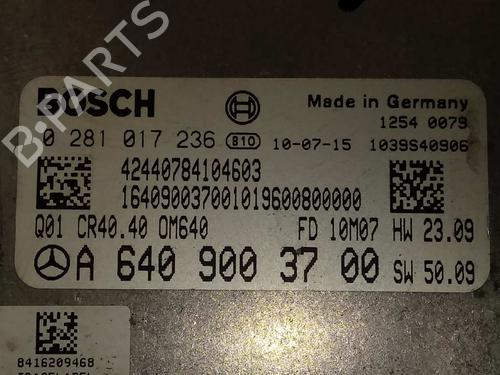 BOSCH
Made in Germany
1254 0079
0 281 017 236 810 10-07-15 1039S40906
42440784104603
1640900370010196008000000
Q01 CR40.40 OM640 FD 10M07 HW 23.09
A 640 900 37 00 SW 50.09
8416209468
B-PARTS